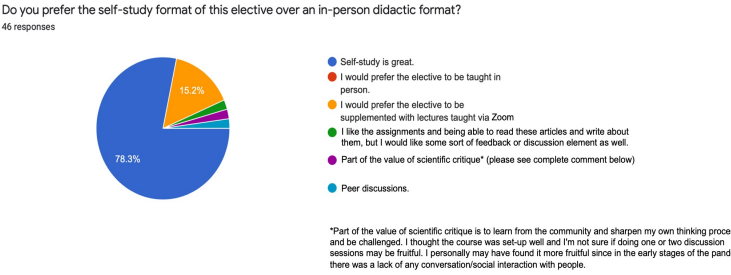 Do you prefer the self-study format of this elective over an in-person didactic format?
46 responses
Self-study is great.
I would prefer the elective to be taught in
person.
I would prefer the elective to be
supplemented with lectures taught via Zoom
I like the assignments and being able to read these articles and write about
them, but I would like some sort of feedback or discussion element as well.
Part of the value of scientific critique* (please see complete comment below)
Peer discussions.
15.2%
78.3%
*Part of the value of scientific critique is to learn from the community and sharpen my own thinking proce
and be challenged. I thought the course was set-up well and I'm not sure if doing one or two discussion
sessions may be fruitful. I personally may have found it more fruitful since in the early stages of the pand
there was a lack of any conversation/social interaction with people.